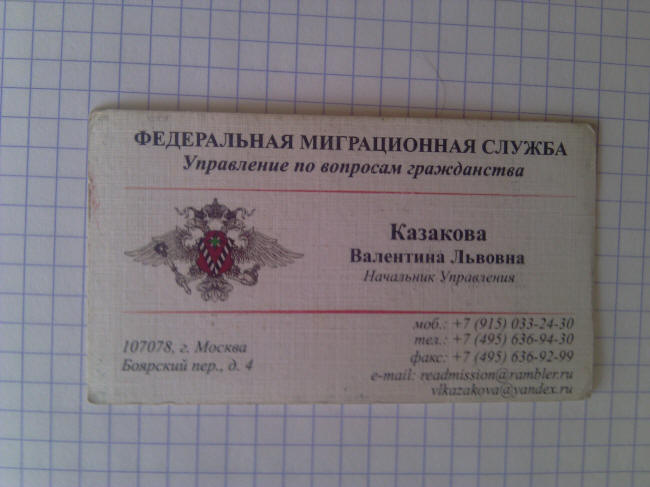 ФЕДЕРАЛЬНАЯ МИГРАЦИОННАЯ СЛУЖБА
Управление по вопросам гражданства
Казакова
Валентина Львовна
Начальник Управления
107078, г. Москва
Боярский пер., д. 4
моб.: +7 (915) 033-24-30
тел.: +7 (495) 636-94-30
факс: +7 (495) 636-92-99
e-mail: readmission@rambler.ru
vlkazakova@yandex.ru